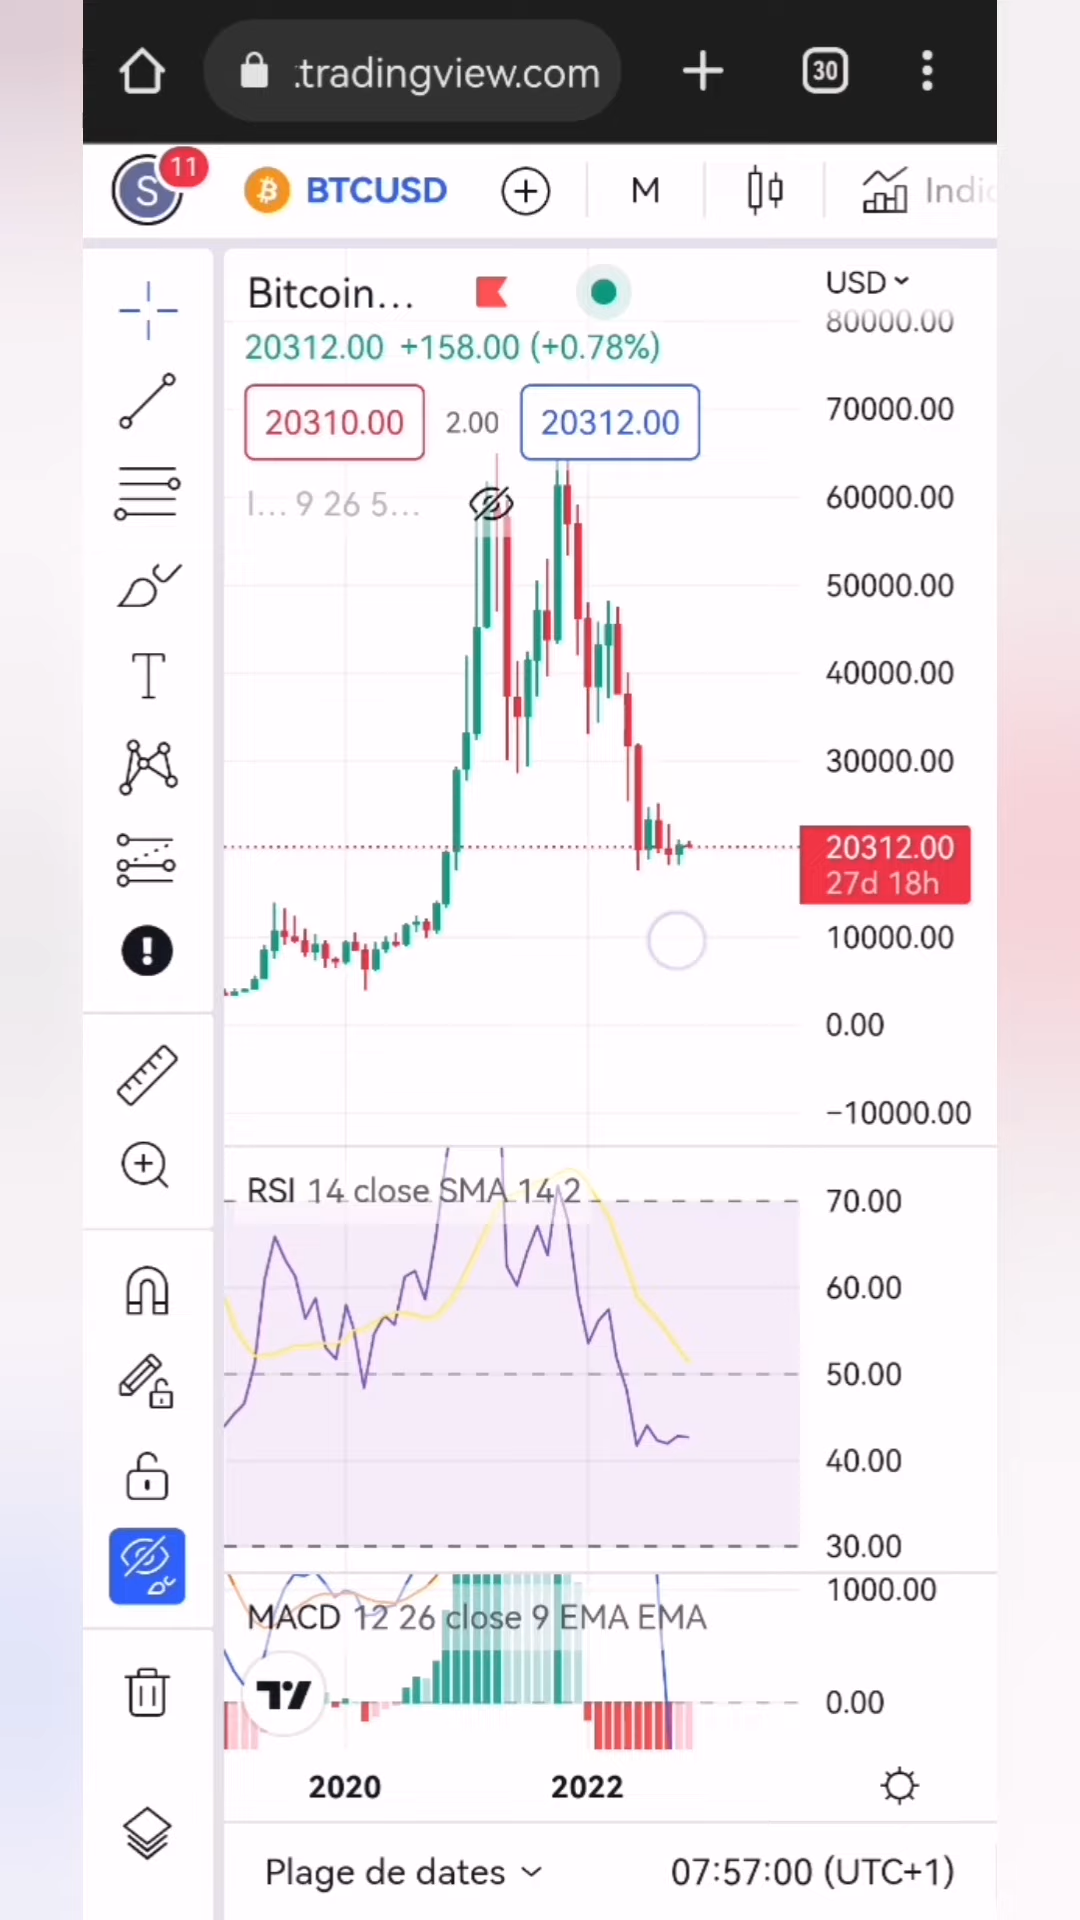 :tradingview.com
30
11
S
BTCUSD
M
Indic
Bitcoin...
USD
80000.00
20312.00 +158.00 (+0.78%)
20310.00 2.00 20312.00
70000.00
I... 9 26 5...
60000.00
50000.00
40000.00
30000.00
20312.00
27d 18h
10000.00
0.00
−10000.00
RSI 14 close SMA 14 2
70.00
60.00
50.00
40.00
30.00
1000.00
MACD 12 26 close 9 EMA EMA
0.00
2020 2022
Plage de dates 07:57:00 (UTC+1)